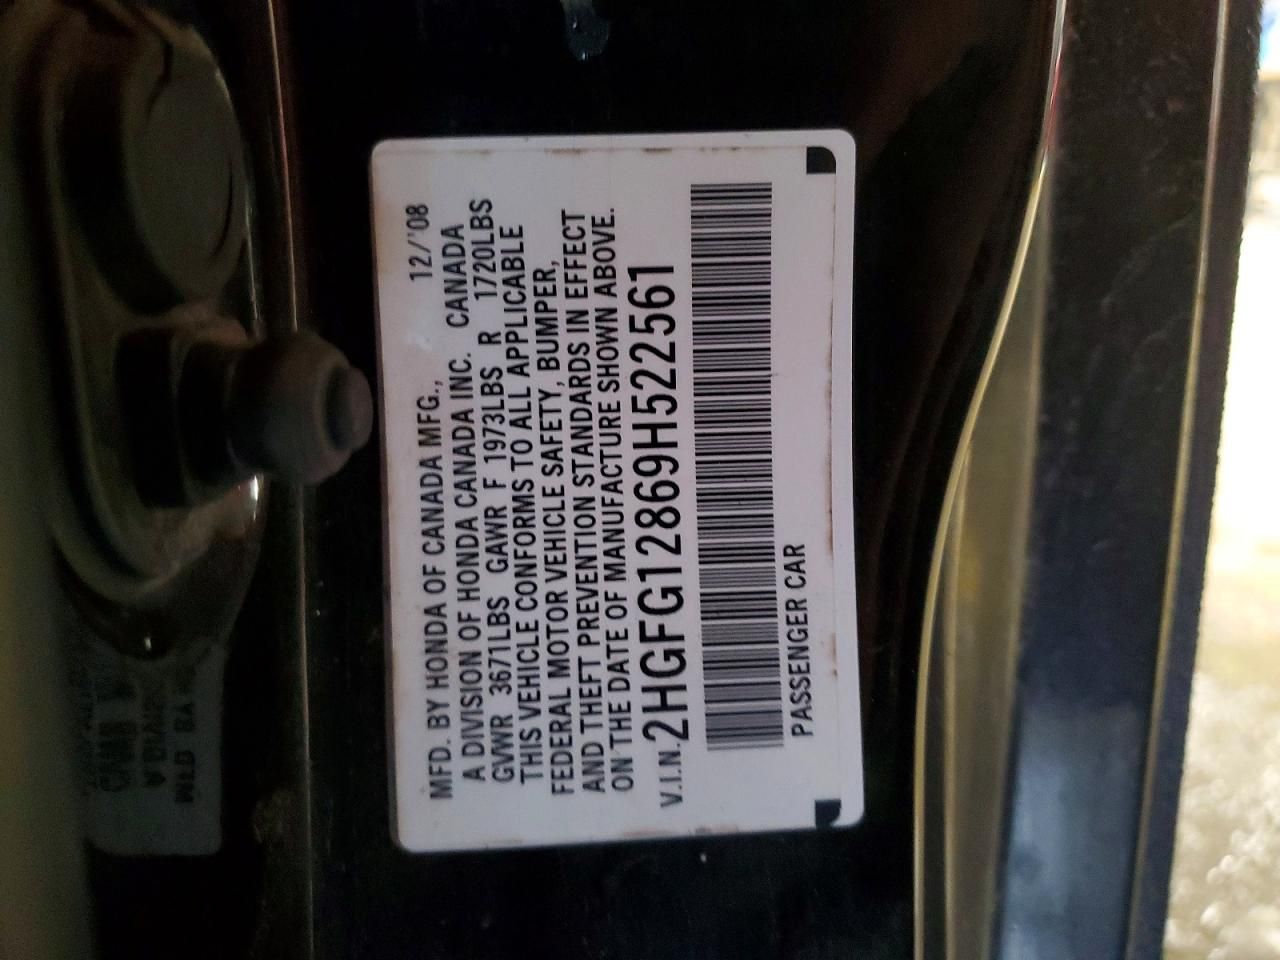 MFD. BY HONDA OF CANADA MFG., 12/'08
A DIVISION OF HONDA CANADA INC. CANADA
GVWR 3671LBS GAWR F 1973LBS R 1720LBS
THIS VEHICLE CONFORMS TO ALL APPLICABLE
FEDERAL MOTOR VEHICLE SAFETY, BUMPER,
AND THEFT PREVENTION STANDARDS IN EFFECT
ON THE DATE OF MANUFACTURE SHOWN ABOVE.
V.I.N. 2HGFG12869H522561
PASSENGER CAR